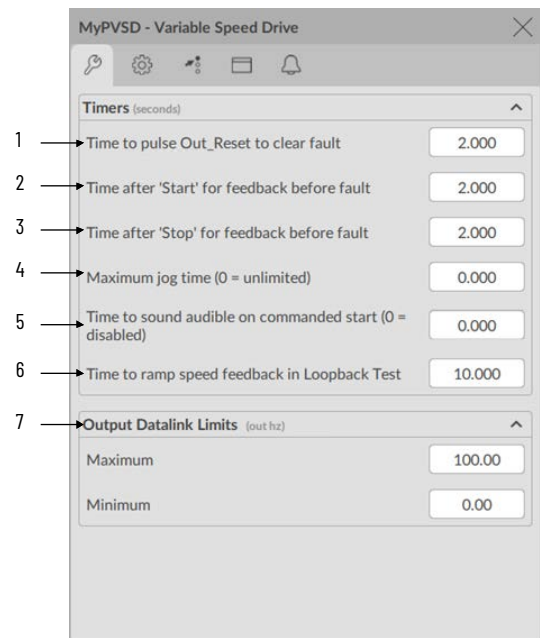 MyPVSD - Variable Speed Drive
Timers (seconds)
1 Time to pulse Out_Reset to clear fault 2.000
2 Time after 'Start' for feedback before fault 2.000
3 Time after 'Stop' for feedback before fault 2.000
4 Maximum jog time (0 = unlimited) 0.000
5 Time to sound audible on commanded start (0 =
disabled) 0.000
6 Time to ramp speed feedback in Loopback Test 10.000
7 Output Datalink Limits (out hz)
Maximum 100.00
Minimum 0.00